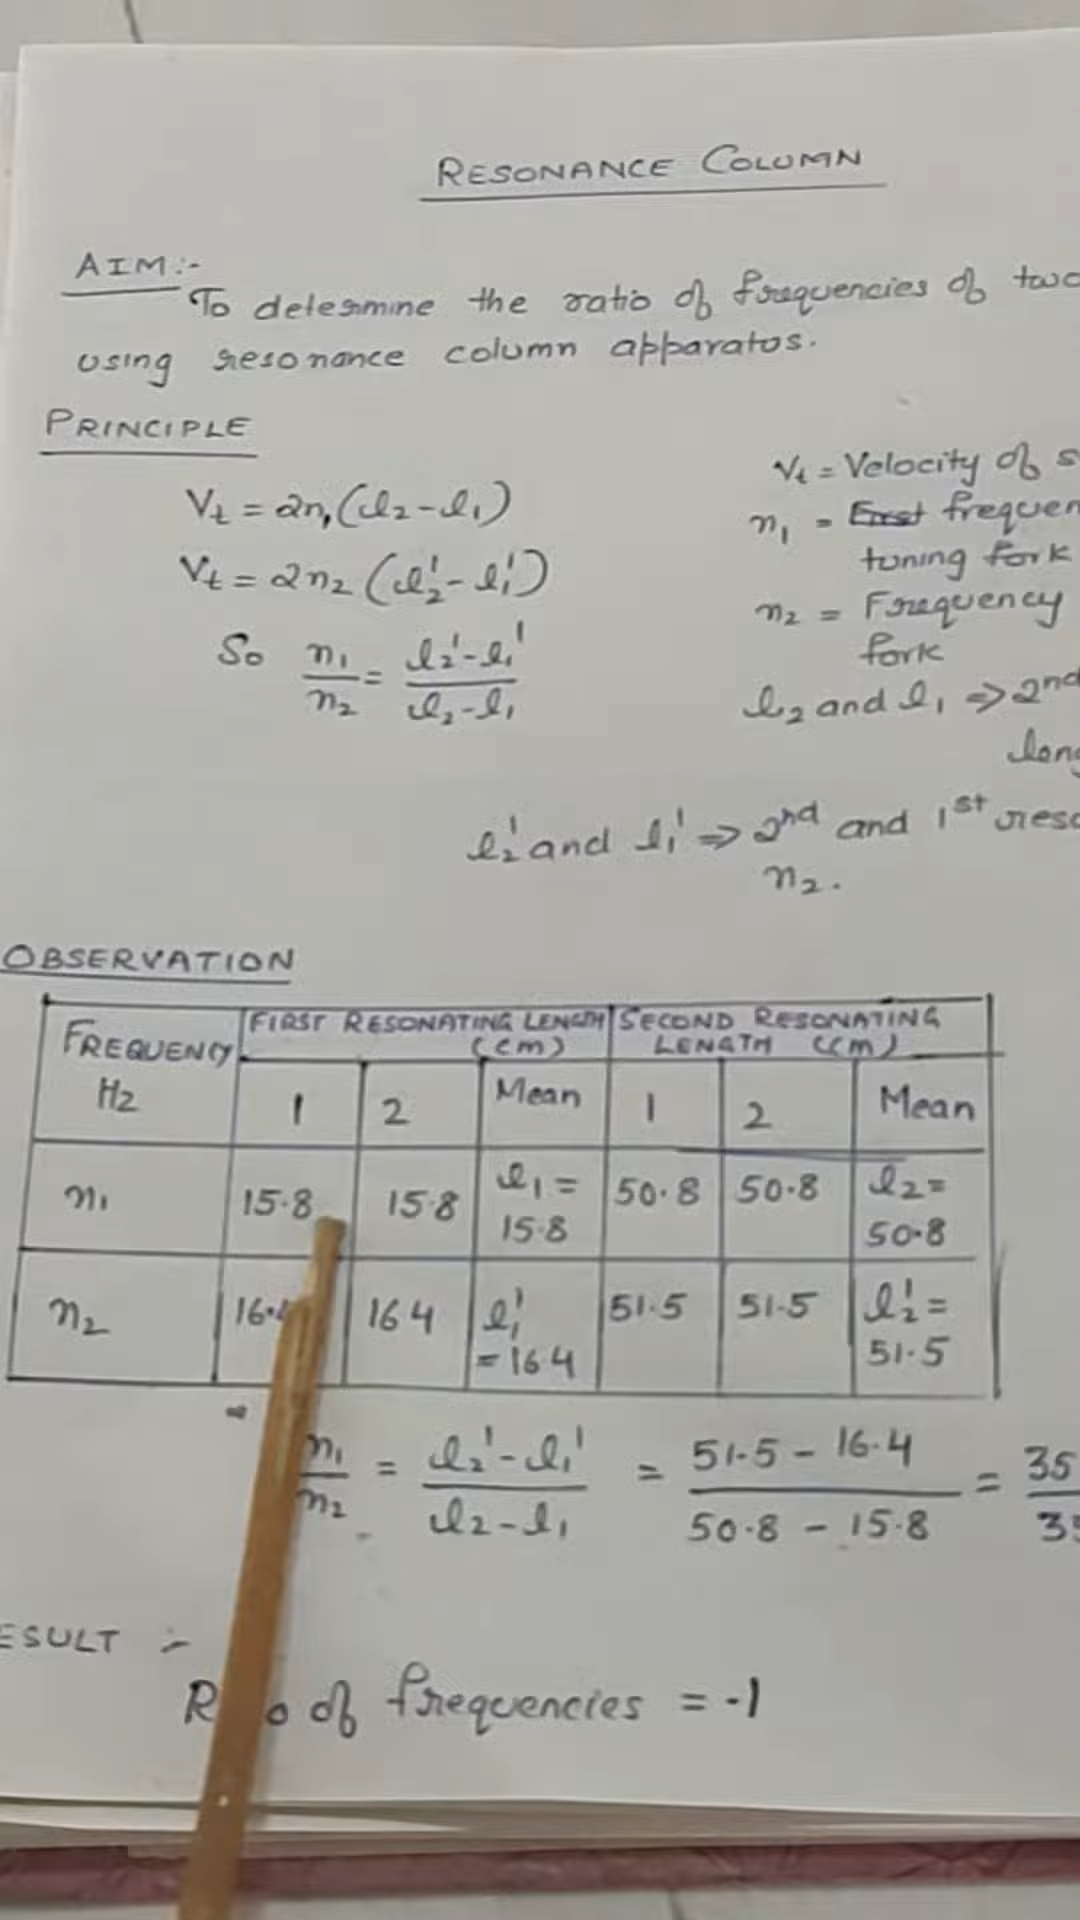 RESONANCE COLUMN
AIM:-
To determine the ratio of frequencies of two
using resonance column apparatus.
PRINCIPLE
Vt = 2n1 (l2-l1)
Vt = 2n2 (l2'-l1')
So n1/n2 = l2'-l1' / l2-l1
Vt = Velocity of s
n1 = frequen
tuning fork
n2 = Frequency
fork
l2 and l1 => 2nd
leng
l2' and l1' => 2nd and 1st reso
n2.
OBSERVATION
FREQUENCY Hz | FIRST RESONATING LENGTH (cm) | SECOND RESONATING LENGTH (cm)
1 | 2 | Mean | 1 | 2 | Mean
n1 | 15.8 | 15.8 | l1 = 15.8 | 50.8 | 50.8 | l2 = 50.8
n2 | 16. | 16 4 | l1' = 16 4 | 51.5 | 51.5 | l2' = 51.5
n1/n2 = l2'-l1' / l2-l1 = 51.5 - 16.4 / 50.8 - 15.8 = 35 / 3
ESULT :-
R o of frequencies = -1